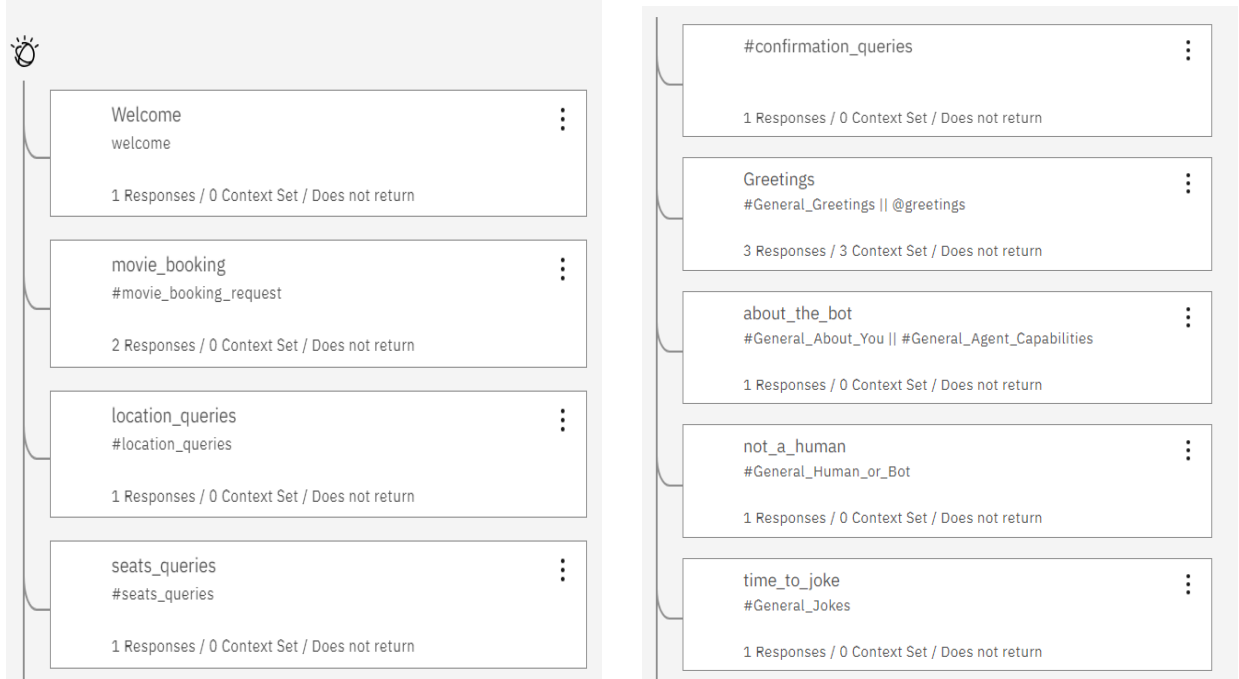 Welcome
welcome
1 Responses / 0 Context Set / Does not return
movie_booking
#movie_booking_request
2 Responses / 0 Context Set / Does not return
location_queries
#location_queries
1 Responses / 0 Context Set / Does not return
seats_queries
#seats_queries
1 Responses / 0 Context Set / Does not return
#confirmation_queries
1 Responses / 0 Context Set / Does not return
Greetings
#General_Greetings || @greetings
3 Responses / 3 Context Set / Does not return
about_the_bot
#General_About_You || #General_Agent_Capabilities
1 Responses / 0 Context Set / Does not return
not_a_human
#General_Human_or_Bot
1 Responses / 0 Context Set / Does not return
time_to_joke
#General_Jokes
1 Responses / 0 Context Set / Does not return